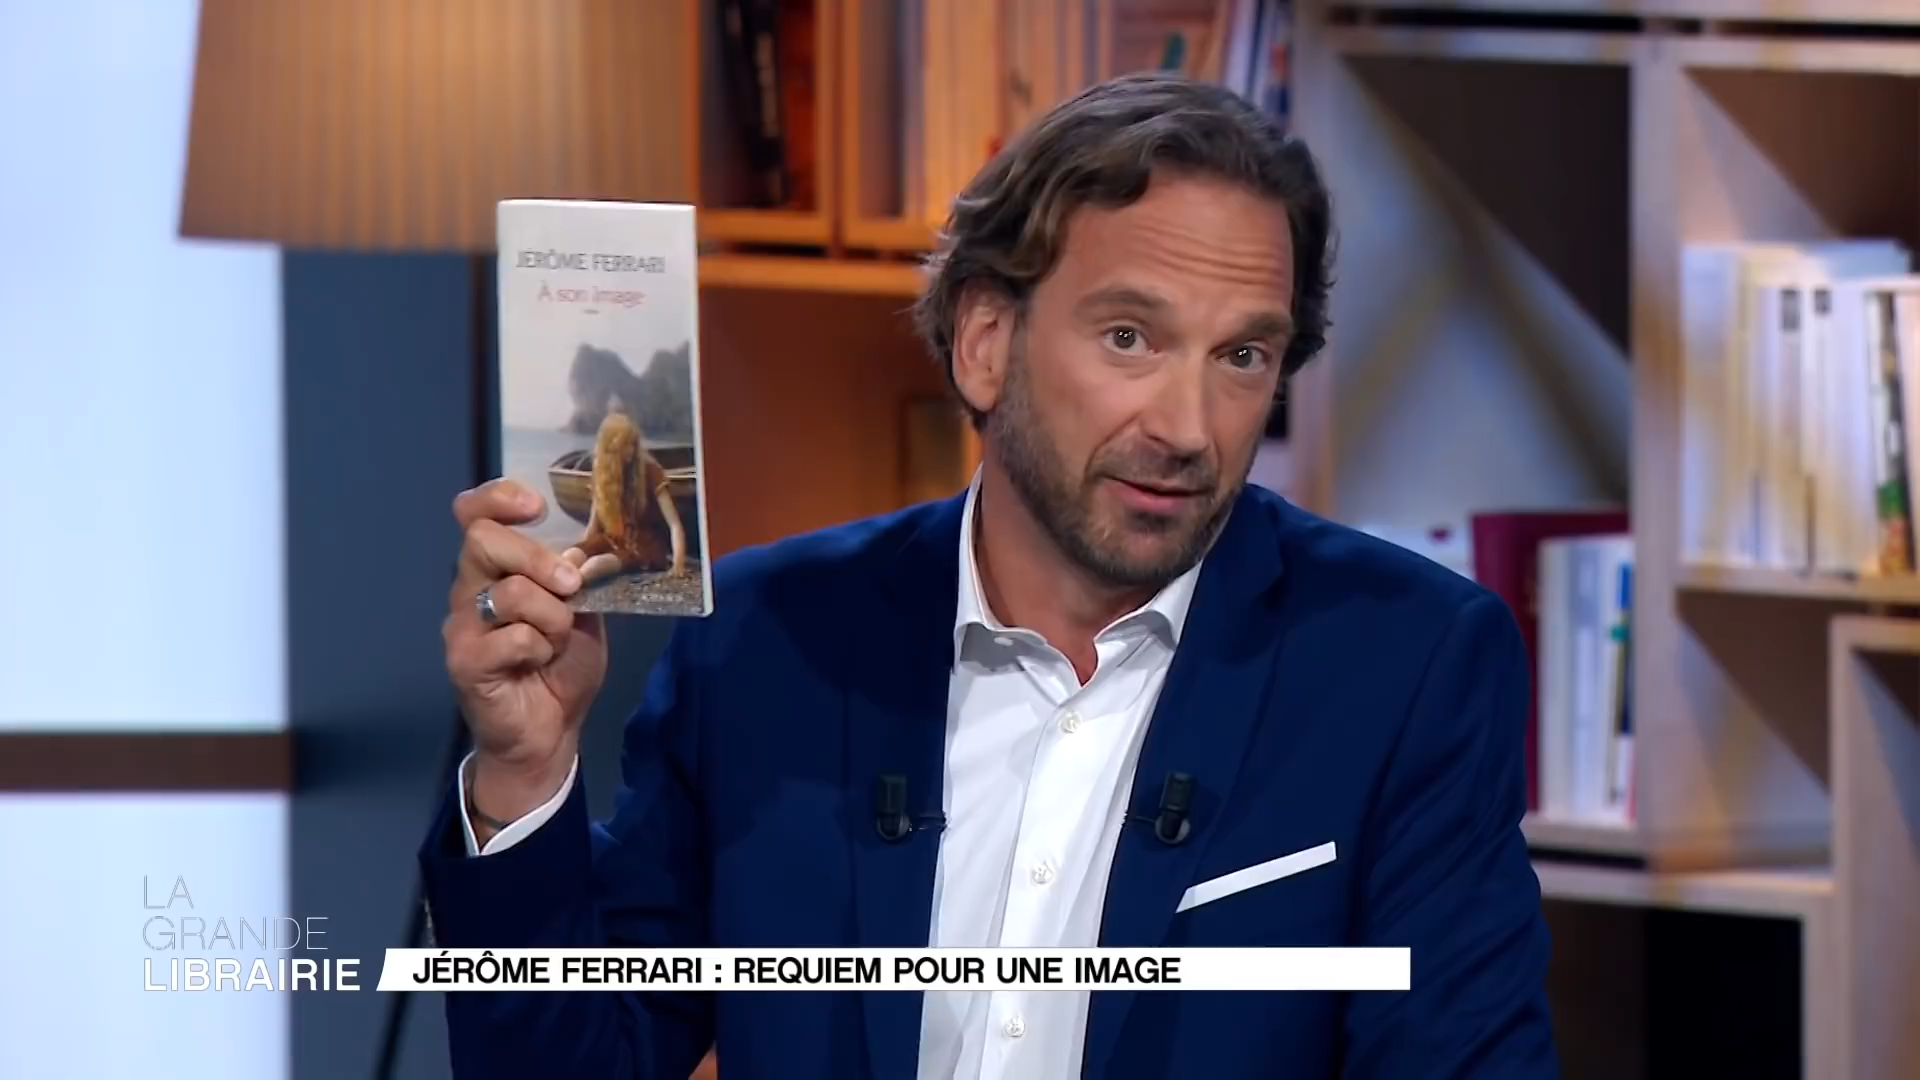 JÉRÔME FERRARI
À son image
LA
GRANDE
LIBRAIRIE
JÉRÔME FERRARI : REQUIEM POUR UNE IMAGE